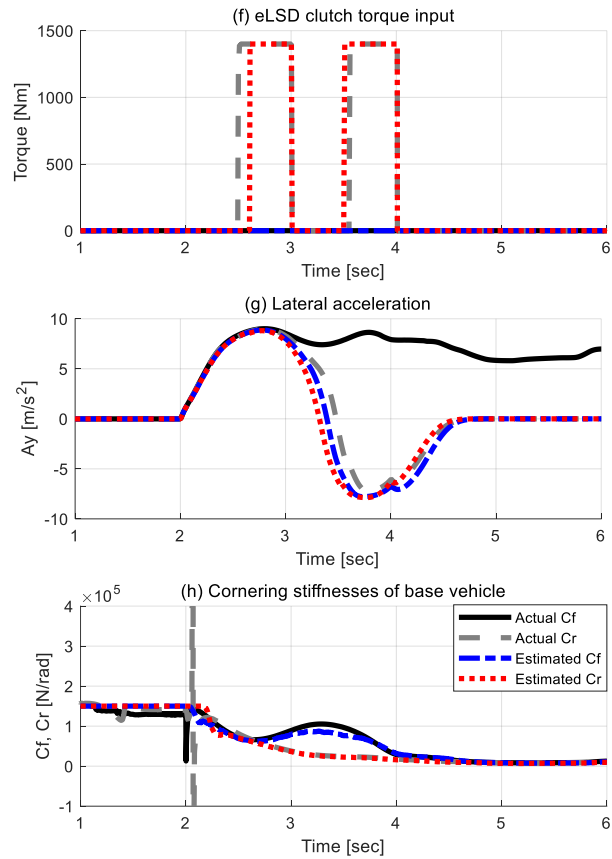 (f) eLSD clutch torque input
1500
1000
500
0
Torque [Nm]
1 2 3 4 5 6
Time [sec]
(g) Lateral acceleration
10
5
0
-5
-10
Ay [m/s²]
1 2 3 4 5 6
Time [sec]
(h) Cornering stiffnesses of base vehicle
×10⁵
4
3
2
1
0
-1
Cf, Cr [N/rad]
Actual Cf
Actual Cr
Estimated Cf
Estimated Cr
1 2 3 4 5 6
Time [sec]